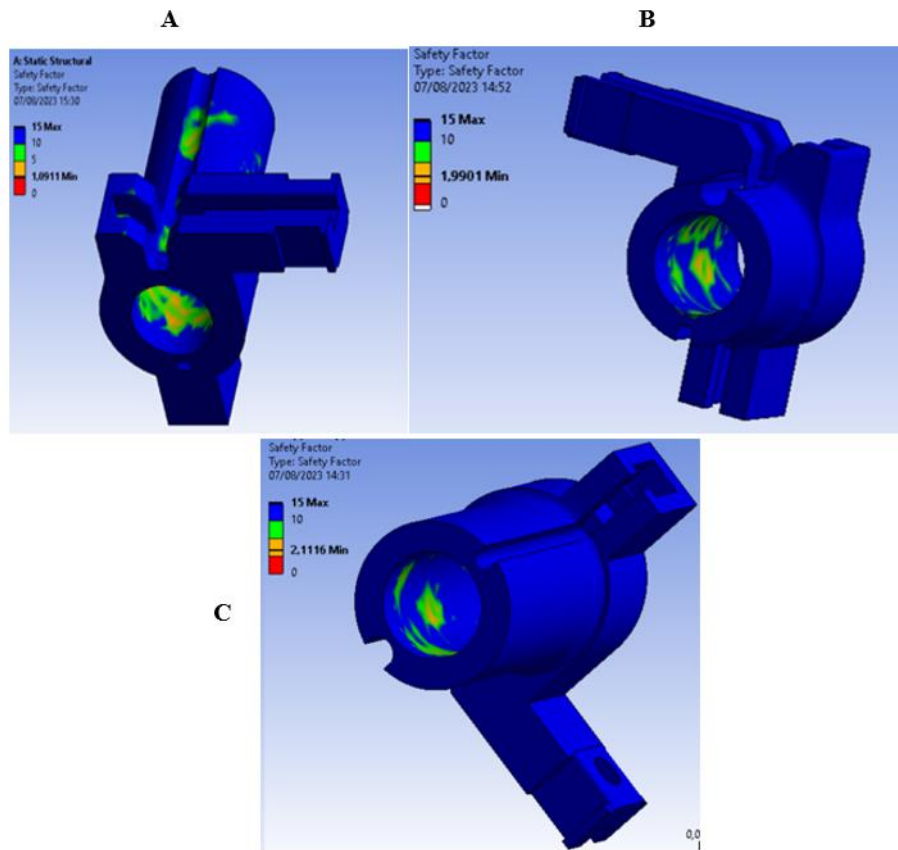 A
B
A: Static Structural
Safety Factor
Type: Safety Factor
07/08/2023 15:30
15 Max
10
5
1,0911 Min
0
Safety Factor
Type: Safety Factor
07/08/2023 14:52
15 Max
10
1,9901 Min
0
C
Safety Factor
Type: Safety Factor
07/08/2023 14:31
15 Max
10
2,1116 Min
0
0,0